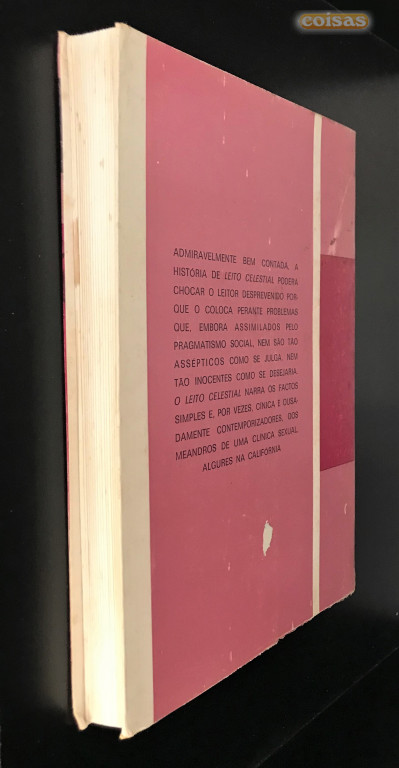 coisas
ADMIRAVELMENTE BEM CONTADA, A
HISTÓRIA DE LEITO CELESTIAL PODERÁ
CHOCAR O LEITOR DESPREVENIDO POR-
QUE O COLOCA PERANTE PROBLEMAS
QUE, EMBORA ASSIMILADOS PELO
PRAGMATISMO SOCIAL, NEM SÃO TÃO
ASSÉPTICOS COMO SE JULGA, NEM
TÃO INOCENTES COMO SE DESEJARIA.
O LEITO CELESTIAL NARRA OS FACTOS
SIMPLES E, POR VEZES, CÍNICA E OUSA-
DAMENTE CONTEMPORIZADORES, DOS
MEANDROS DE UMA CLÍNICA SEXUAL,
ALGURES NA CALIFÓRNIA